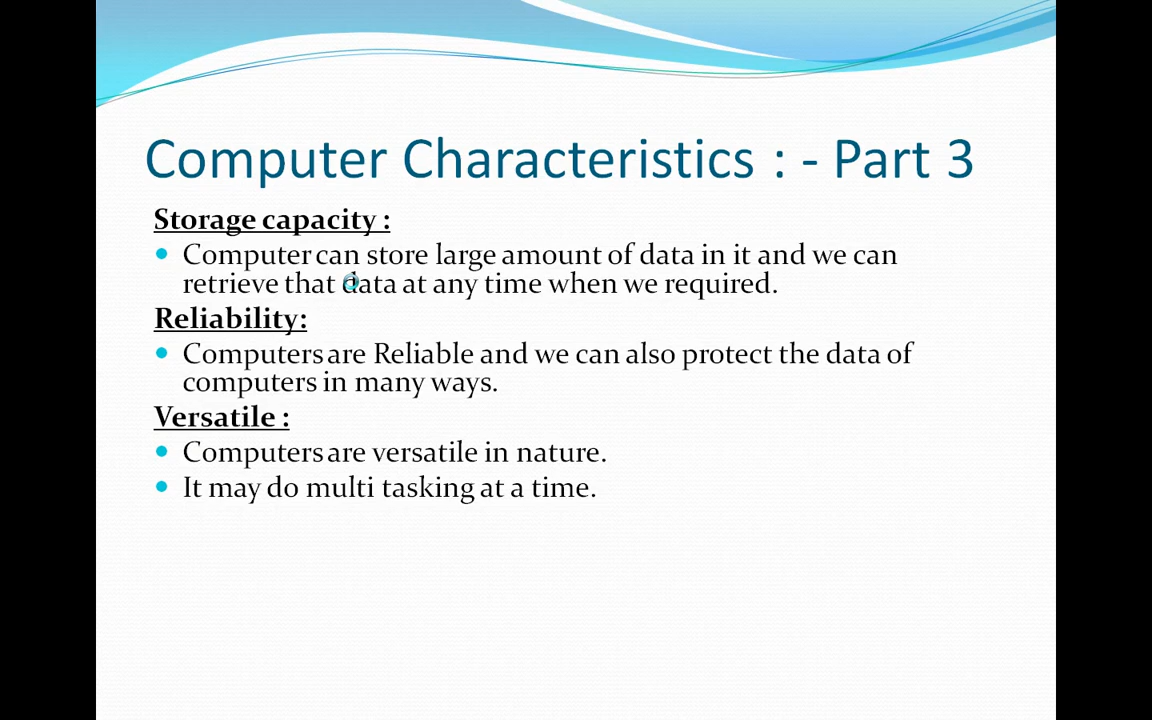 Computer Characteristics : - Part 3
Storage capacity :
Computer can store large amount of data in it and we can
retrieve that data at any time when we required.
Reliability:
Computers are Reliable and we can also protect the data of
computers in many ways.
Versatile :
Computers are versatile in nature.
It may do multi tasking at a time.